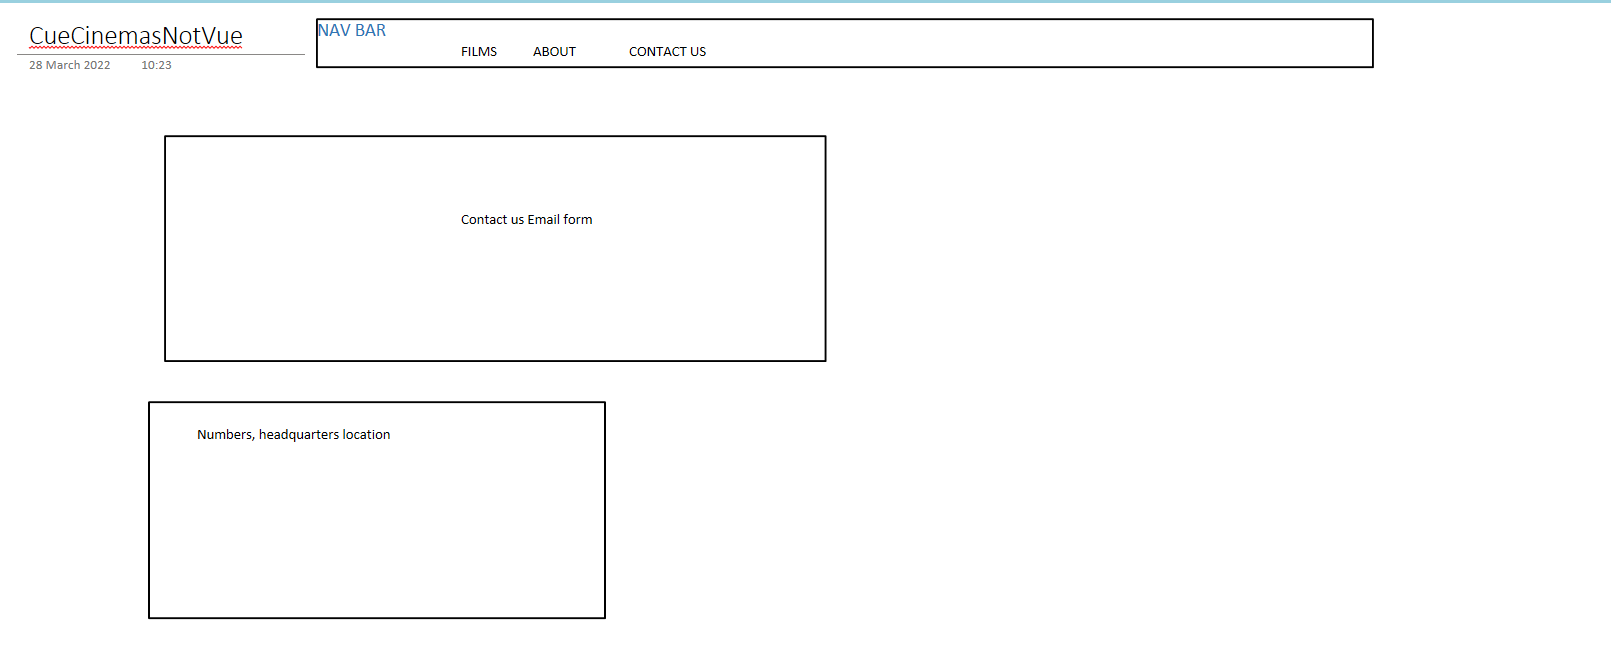 CueCinemasNotVue
28 March 2022 10:23
NAV BAR
FILMS ABOUT CONTACT US
Contact us Email form
Numbers, headquarters location